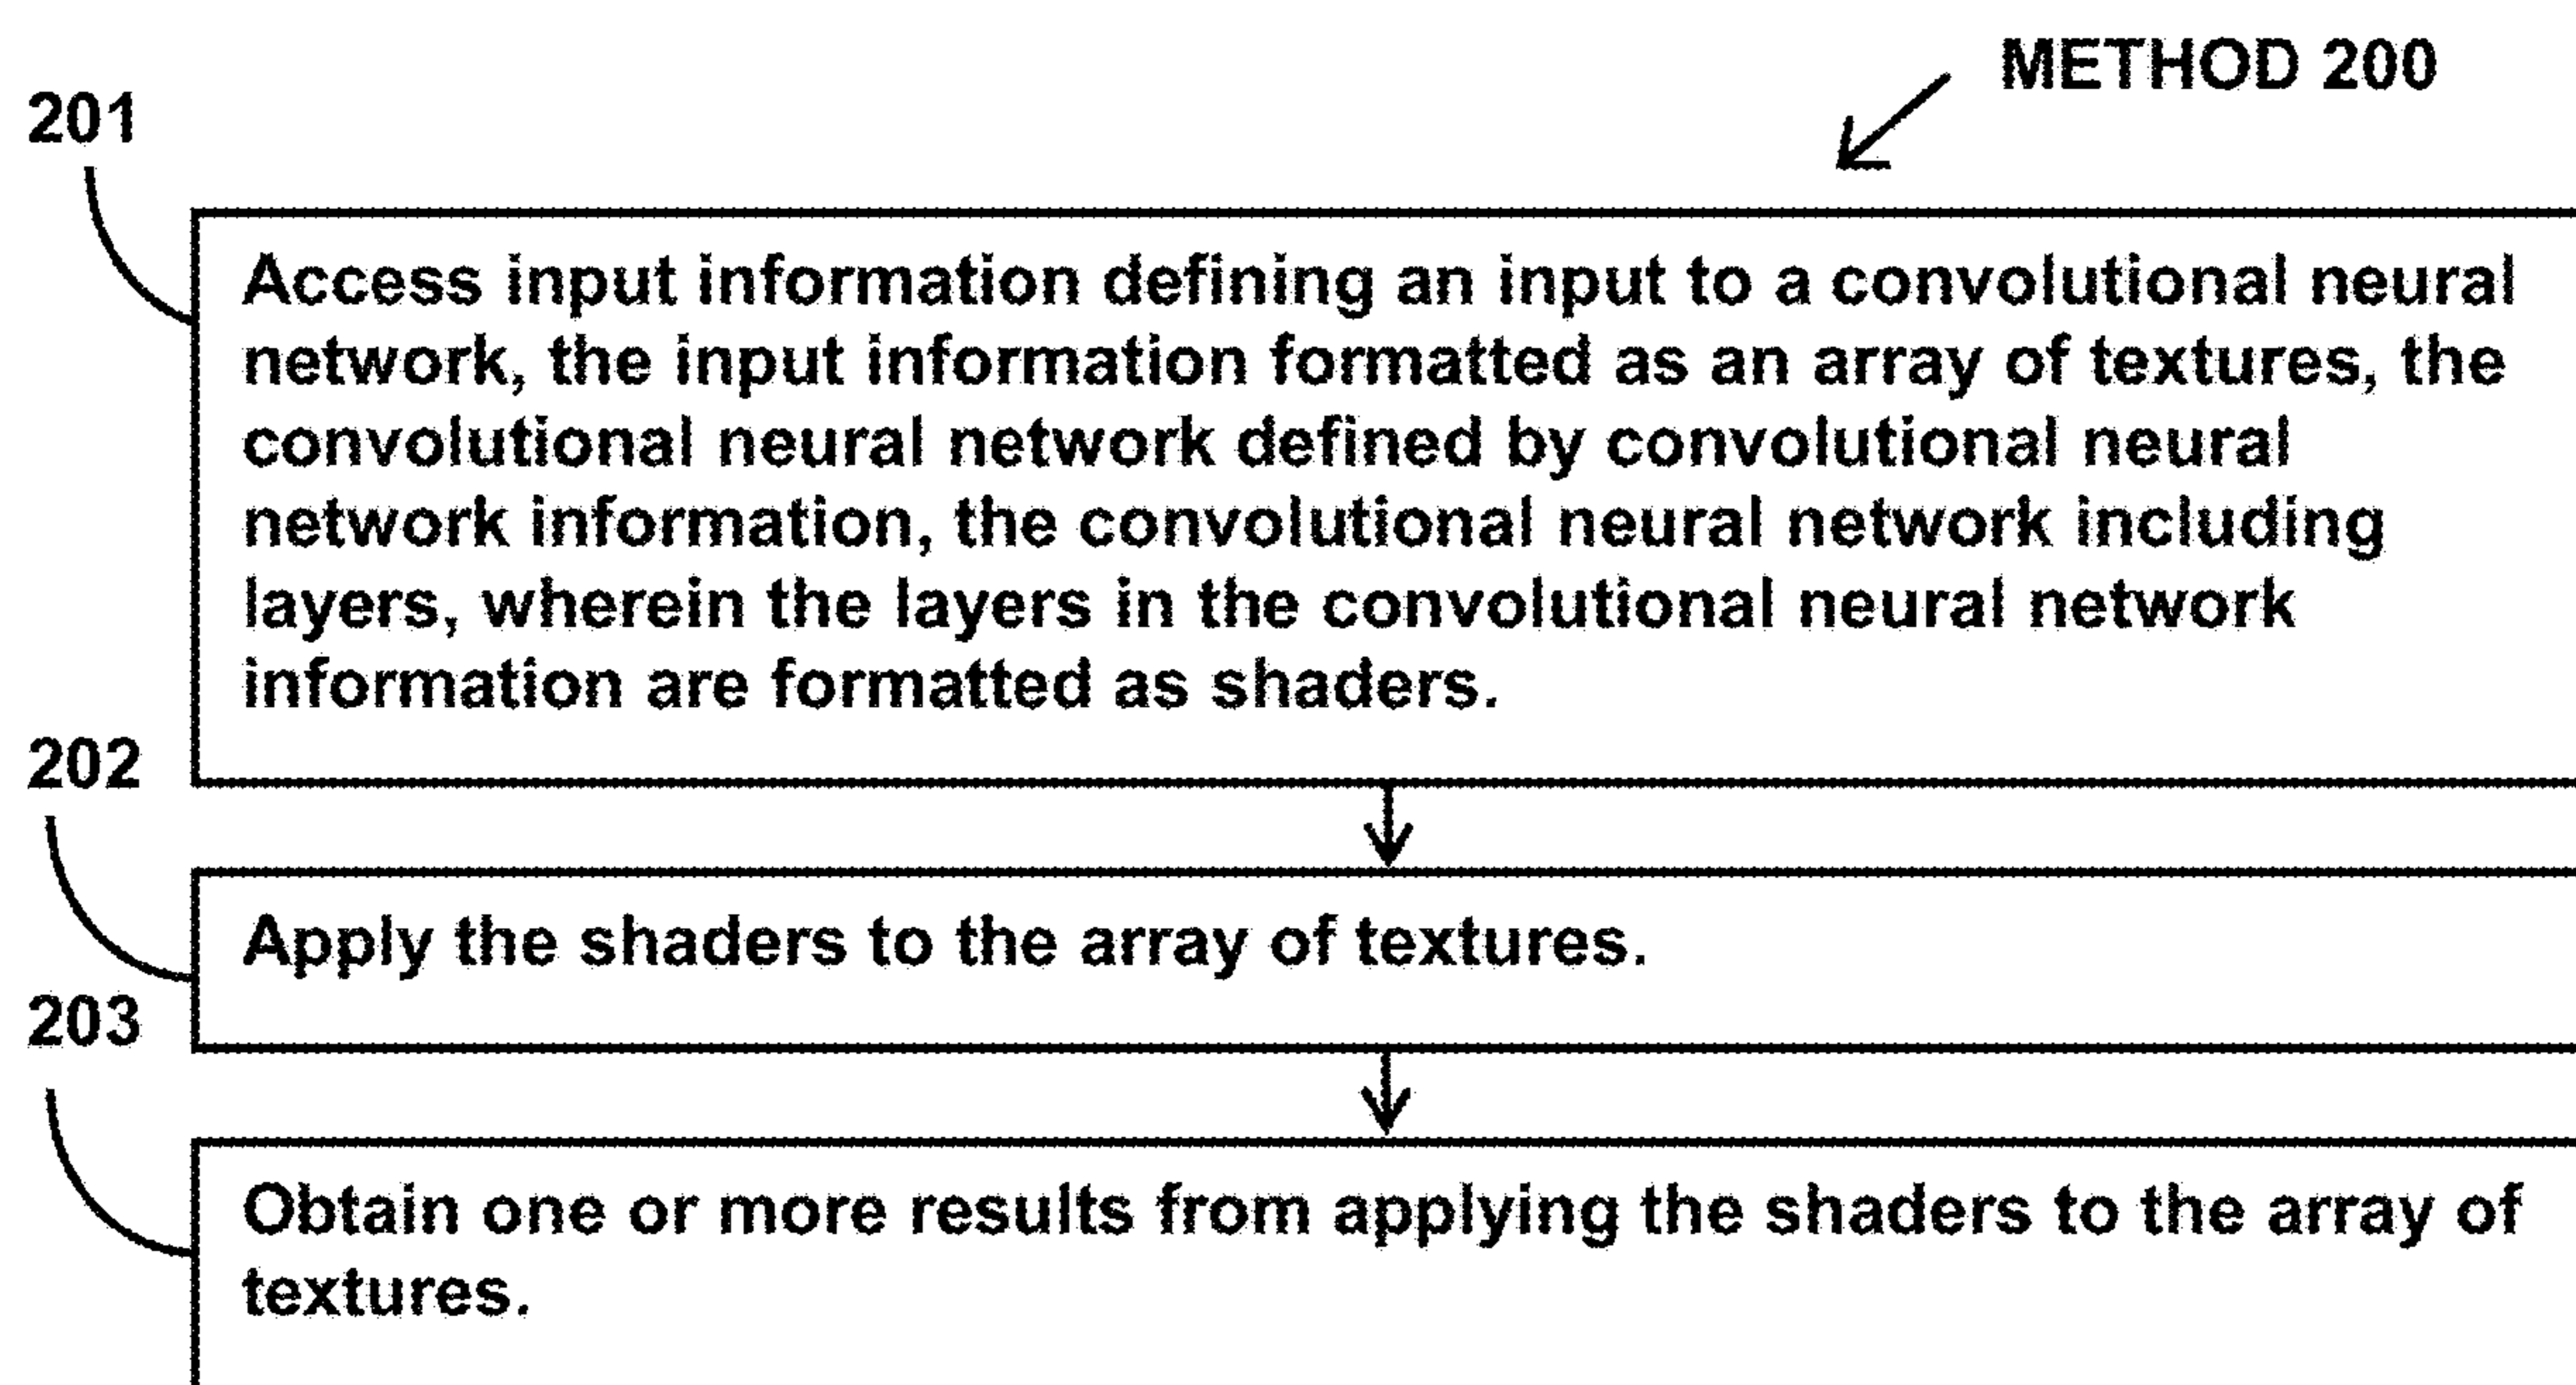 METHOD 200
201
Access input information defining an input to a convolutional neural
network, the input information formatted as an array of textures, the
convolutional neural network defined by convolutional neural
network information, the convolutional neural network including
layers, wherein the layers in the convolutional neural network
information are formatted as shaders.
202
Apply the shaders to the array of textures.
203
Obtain one or more results from applying the shaders to the array of
textures.